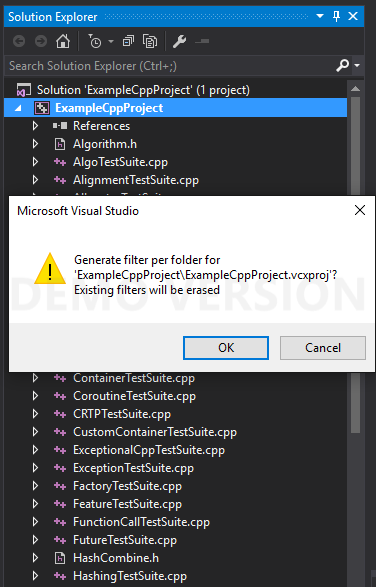 Solution Explorer
Search Solution Explorer (Ctrl+;)
Solution 'ExampleCppProject' (1 project)
ExampleCppProject
References
Algorithm.h
AlgoTestSuite.cpp
AlignmentTestSuite.cpp
Microsoft Visual Studio
Generate filter per folder for
'ExampleCppProject\ExampleCppProject.vcxproj'?
Existing filters will be erased
DEMO VERSION
OK Cancel
ContainerTestSuite.cpp
CoroutineTestSuite.cpp
CRTPTestSuite.cpp
CustomContainerTestSuite.cpp
ExceptionalCppTestSuite.cpp
ExceptionTestSuite.cpp
FactoryTestSuite.cpp
FeatureTestSuite.cpp
FunctionCallTestSuite.cpp
FutureTestSuite.cpp
HashCombine.h
HashingTestSuite.cpp